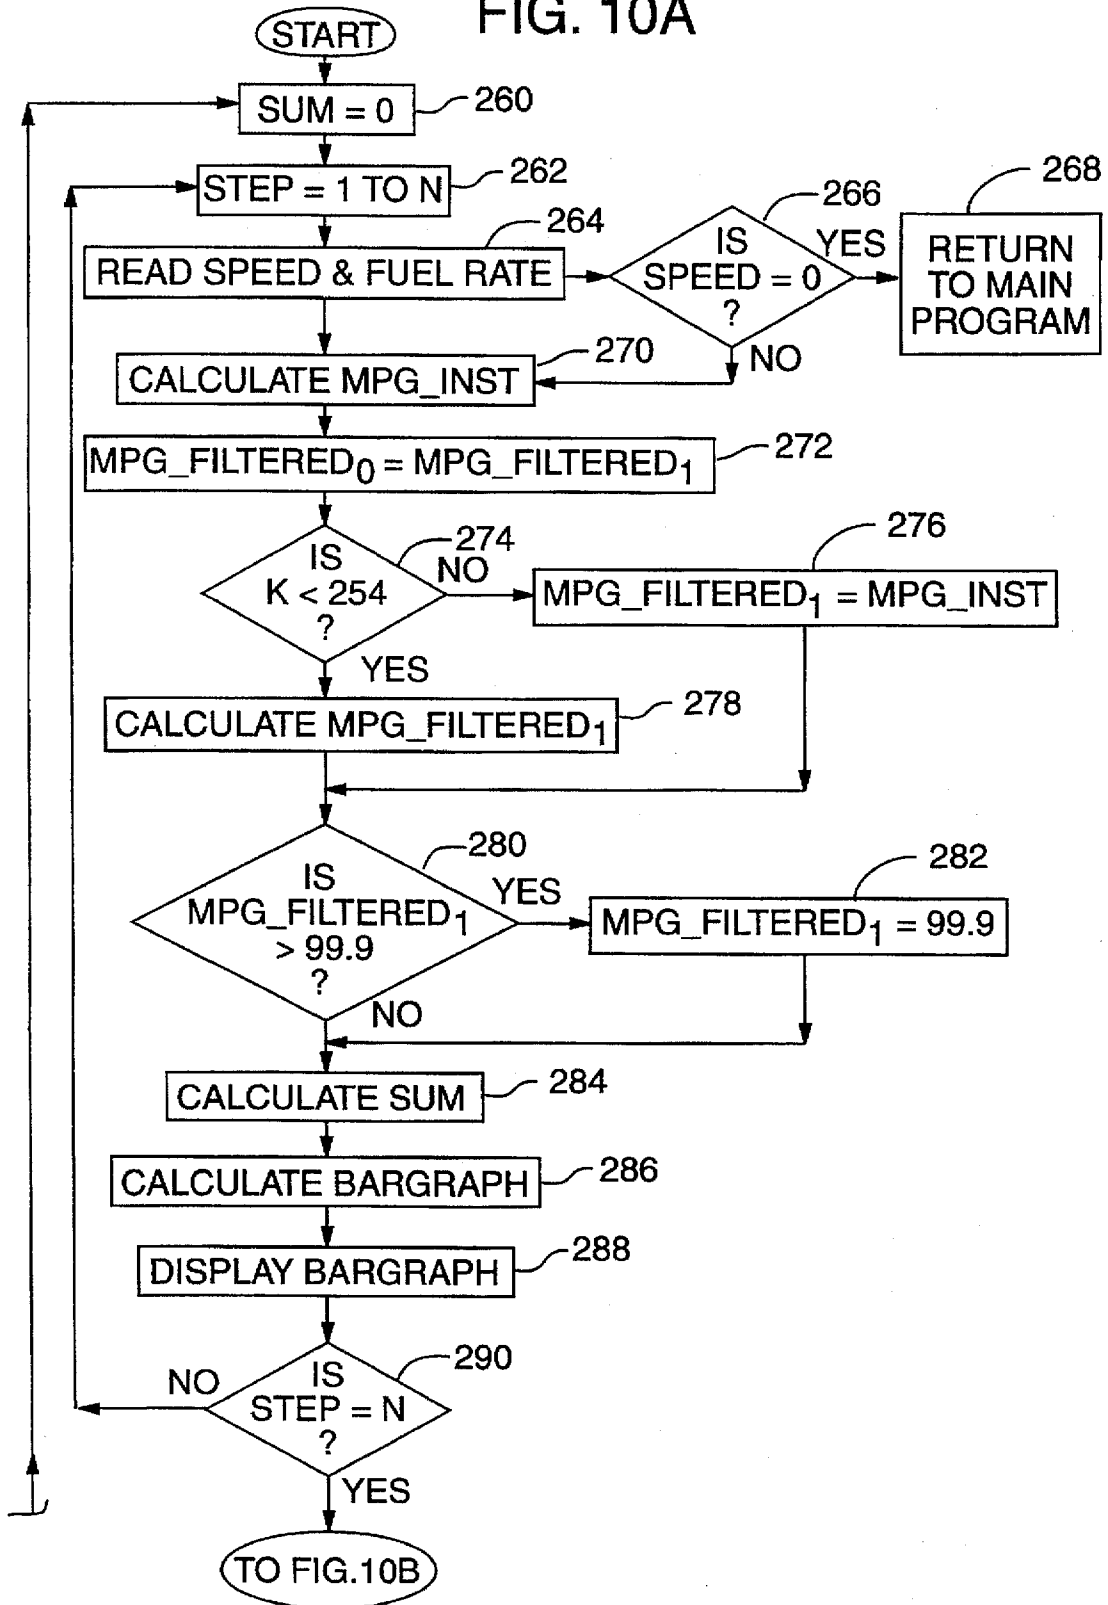 FIG. 10A
START
SUM = 0
260
STEP = 1 TO N
262
264
READ SPEED & FUEL RATE
266
IS
SPEED = 0
?
YES
NO
268
RETURN
TO MAIN
PROGRAM
270
CALCULATE MPG_INST
272
MPG_FILTERED0 = MPG_FILTERED1
274
IS
K < 254
?
NO
YES
276
MPG_FILTERED1 = MPG_INST
278
CALCULATE MPG_FILTERED1
280
IS
MPG_FILTERED1
> 99.9
?
YES
NO
282
MPG_FILTERED1 = 99.9
284
CALCULATE SUM
286
CALCULATE BARGRAPH
288
DISPLAY BARGRAPH
290
IS
STEP = N
?
NO
YES
TO FIG.10B